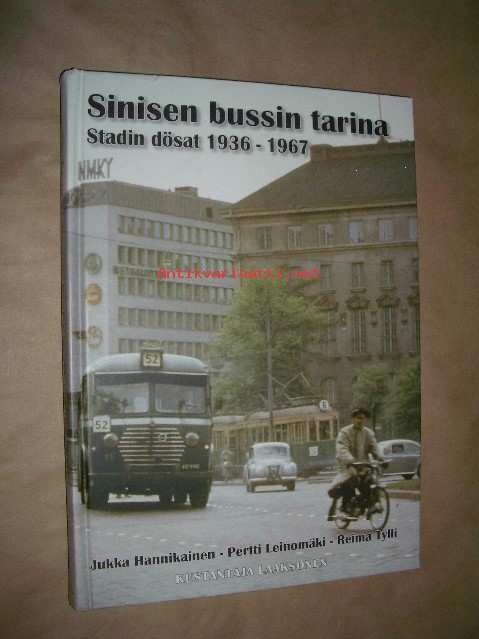 Sinisen bussin tarina
Stadin dösat 1936 - 1967
NMKY
Antikvariaatti.net
52
52
6
Jukka Hannikainen - Pertti Leinomäki - Reima Tylli
KUSTANTAJA LAAKSONEN